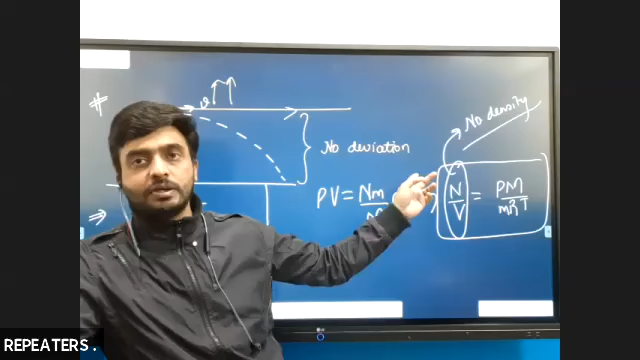 #
No density
No deviation
PV = Nm
N/V = PM/mRT
⇒
REPEATERS.